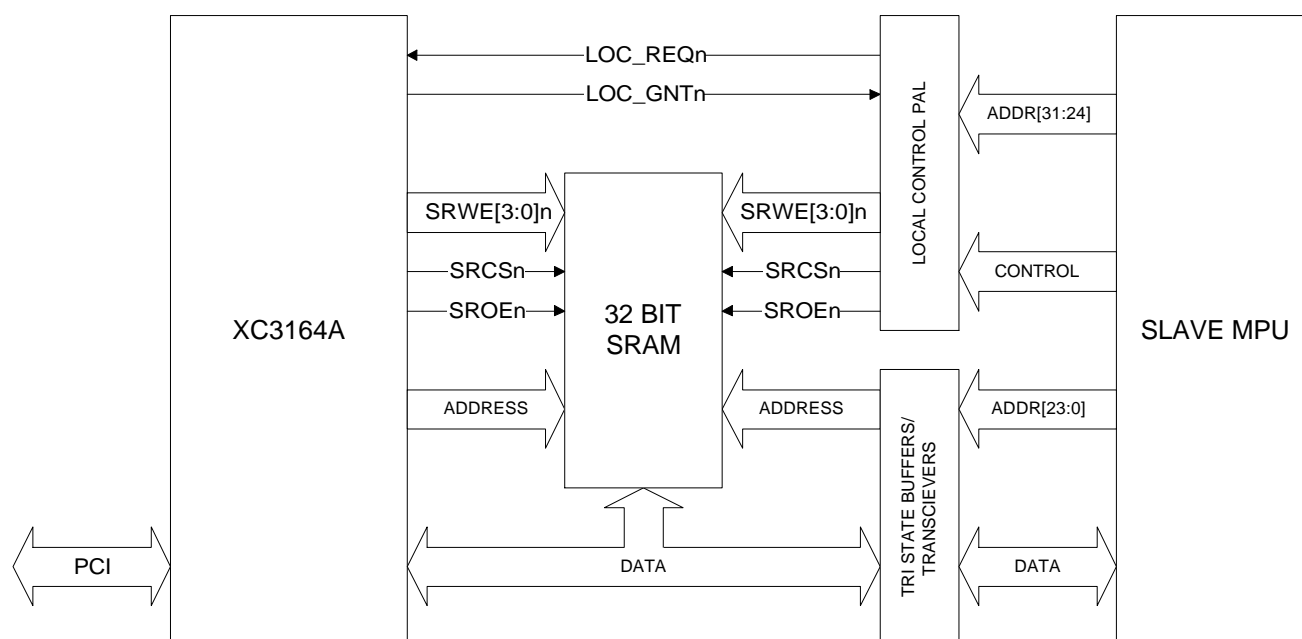 LOC_REQn
LOC_GNTn
ADDR[31:24]
LOCAL CONTROL PAL
SRWE[3:0]n
SRWE[3:0]n
SRCSn
SRCSn
CONTROL
SROEn
SROEn
XC3164A
32 BIT
SRAM
SLAVE MPU
ADDRESS
ADDRESS
ADDR[23:0]
TRI STATE BUFFERS/
TRANSCIEVERS
PCI
DATA
DATA